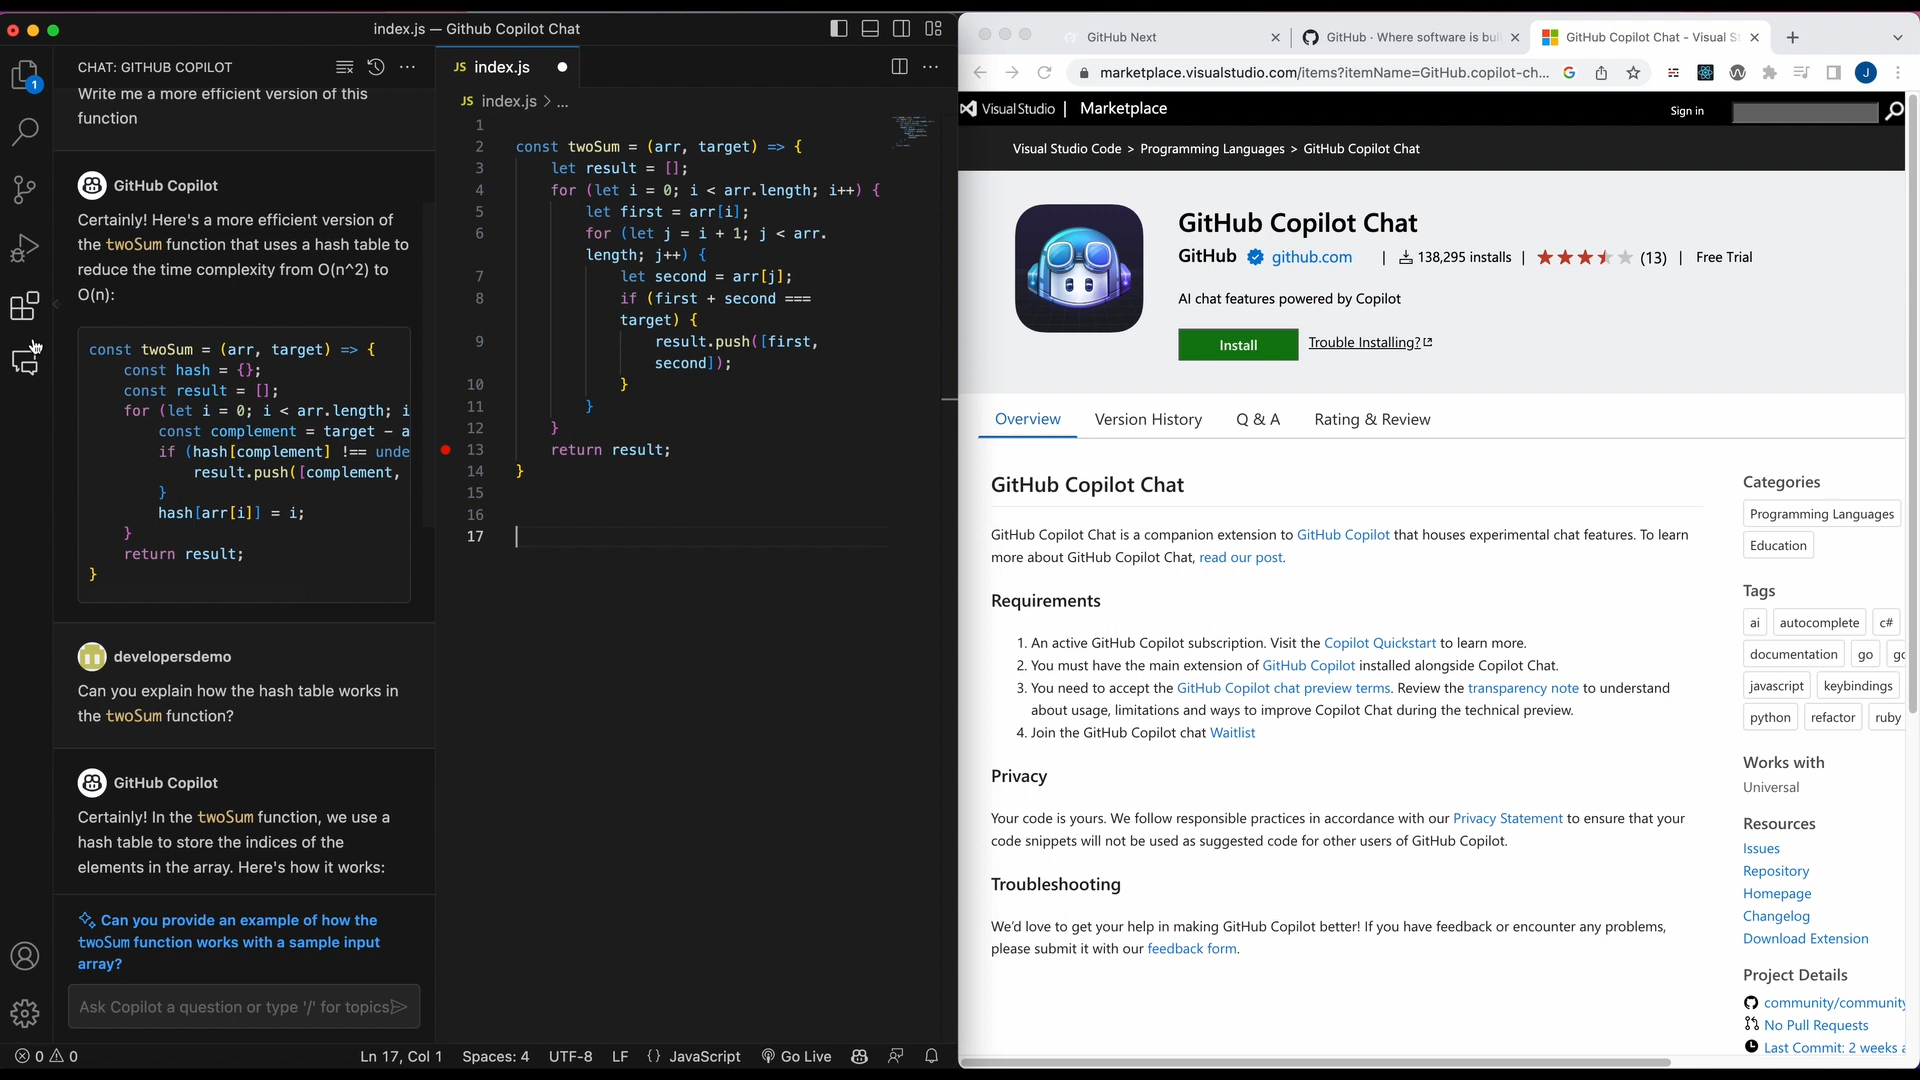 index.js — Github Copilot Chat
CHAT: GITHUB COPILOT
Write me a more efficient version of this
function
GitHub Copilot
Certainly! Here's a more efficient version of
the twoSum function that uses a hash table to
reduce the time complexity from O(n^2) to
O(n):
const twoSum = (arr, target) => {
const hash = {};
const result = [];
for (let i = 0; i < arr.length; i
const complement = target - a
if (hash[complement] !== unde
result.push([complement,
}
hash[arr[i]] = i;
}
return result;
}
developersdemo
Can you explain how the hash table works in
the twoSum function?
GitHub Copilot
Certainly! In the twoSum function, we use a
hash table to store the indices of the
elements in the array. Here's how it works:
Can you provide an example of how the
twoSum function works with a sample input
array?
Ask Copilot a question or type '/' for topics
1
JS index.js
JS index.js > ...
1
2 const twoSum = (arr, target) => {
3 let result = [];
4 for (let i = 0; i < arr.length; i++) {
5 let first = arr[i];
6 for (let j = i + 1; j < arr.
length; j++) {
7 let second = arr[j];
8 if (first + second ===
target) {
9 result.push([first,
second]);
10 }
11 }
12 }
13 return result;
14 }
15
16
17
0 0 Ln 17, Col 1 Spaces: 4 UTF-8 LF {} JavaScript Go Live
GitHub Next
GitHub · Where software is bui
GitHub Copilot Chat - Visual St
marketplace.visualstudio.com/items?itemName=GitHub.copilot-ch...
J
Visual Studio | Marketplace
Sign in
Visual Studio Code > Programming Languages > GitHub Copilot Chat
GitHub Copilot Chat
GitHub github.com | 138,295 installs | (13) | Free Trial
AI chat features powered by Copilot
Install
Trouble Installing?
Overview Version History Q & A Rating & Review
GitHub Copilot Chat
GitHub Copilot Chat is a companion extension to GitHub Copilot that houses experimental chat features. To learn
more about GitHub Copilot Chat, read our post.
Requirements
1. An active GitHub Copilot subscription. Visit the Copilot Quickstart to learn more.
2. You must have the main extension of GitHub Copilot installed alongside Copilot Chat.
3. You need to accept the GitHub Copilot chat preview terms. Review the transparency note to understand
about usage, limitations and ways to improve Copilot Chat during the technical preview.
4. Join the GitHub Copilot chat Waitlist
Privacy
Your code is yours. We follow responsible practices in accordance with our Privacy Statement to ensure that your
code snippets will not be used as suggested code for other users of GitHub Copilot.
Troubleshooting
We'd love to get your help in making GitHub Copilot better! If you have feedback or encounter any problems,
please submit it with our feedback form.
Categories
Programming Languages
Education
Tags
ai autocomplete c#
documentation go go
javascript keybindings
python refactor ruby
Works with
Universal
Resources
Issues
Repository
Homepage
Changelog
Download Extension
Project Details
community/community
No Pull Requests
Last Commit: 2 weeks a